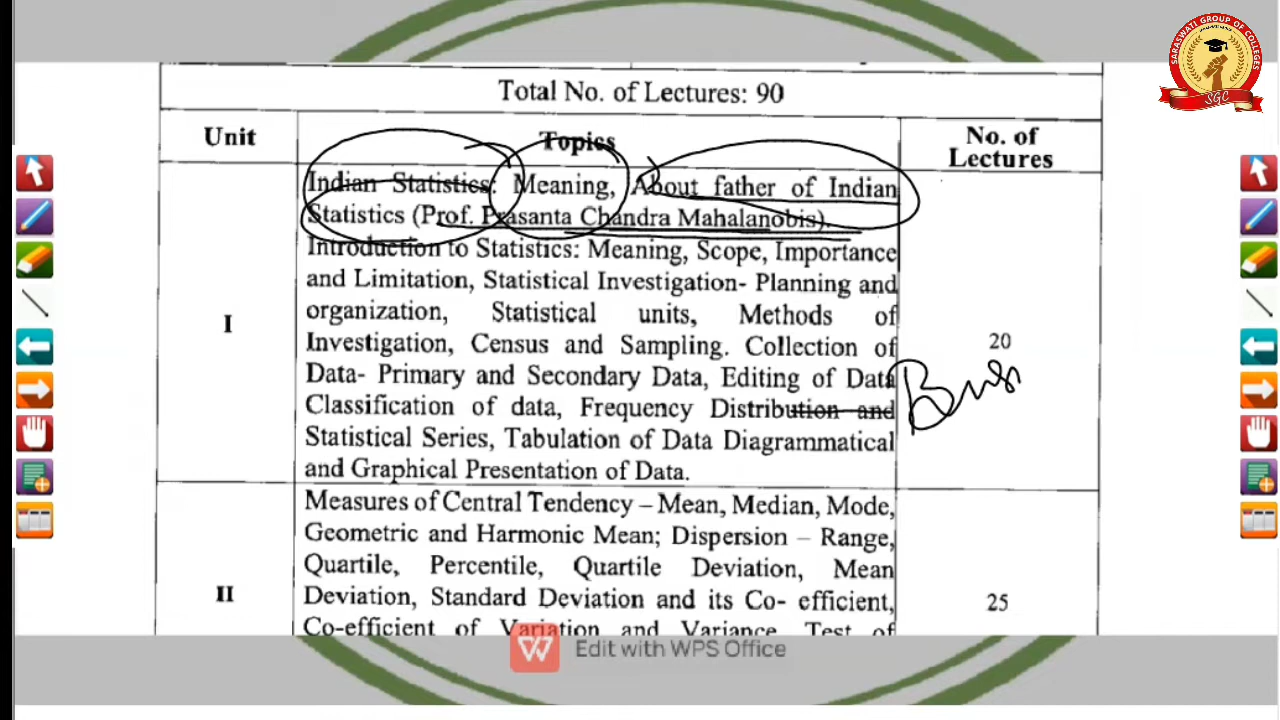 SARASWATI GROUP OF COLLEGES
SGC
Total No. of Lectures: 90
Unit
Topics
No. of
Lectures
I
Indian Statistics: Meaning, About father of Indian
Statistics (Prof. Prasanta Chandra Mahalanobis).
Introduction to Statistics: Meaning, Scope, Importance
and Limitation, Statistical Investigation- Planning and
organization, Statistical units, Methods of
Investigation, Census and Sampling. Collection of
Data- Primary and Secondary Data, Editing of Data
Classification of data, Frequency Distribution and
Statistical Series, Tabulation of Data Diagrammatical
and Graphical Presentation of Data.
20
II
Measures of Central Tendency – Mean, Median, Mode,
Geometric and Harmonic Mean; Dispersion – Range,
Quartile, Percentile, Quartile Deviation, Mean
Deviation, Standard Deviation and its Co- efficient,
Co-efficient of Variation and Variance, Test of
25
Edit with WPS Office